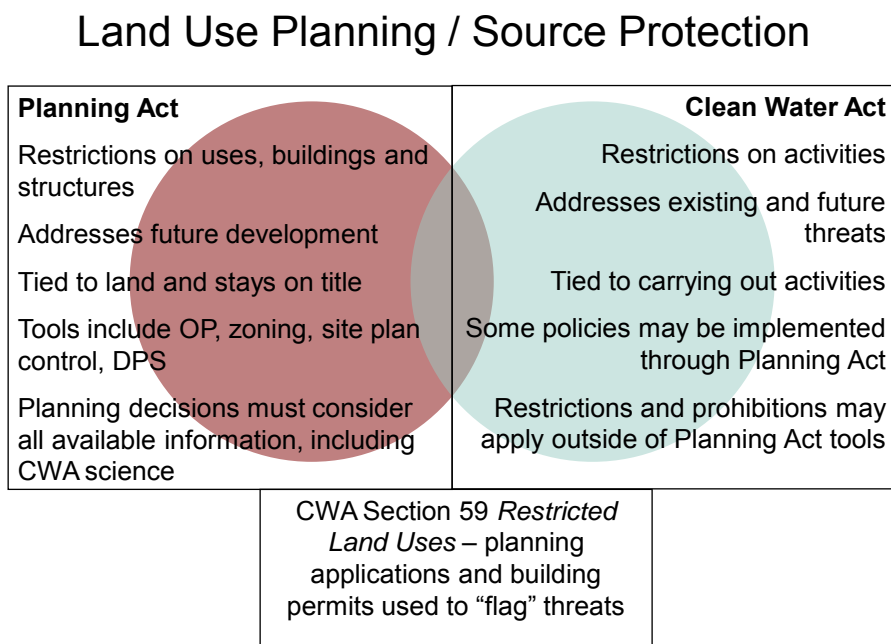 Land Use Planning / Source Protection
Planning Act
Restrictions on uses, buildings and
structures
Addresses future development
Tied to land and stays on title
Tools include OP, zoning, site plan
control, DPS
Planning decisions must consider
all available information, including
CWA science
Clean Water Act
Restrictions on activities
Addresses existing and future
threats
Tied to carrying out activities
Some policies may be implemented
through Planning Act
Restrictions and prohibitions may
apply outside of Planning Act tools
CWA Section 59 Restricted
Land Uses – planning
applications and building
permits used to “flag” threats